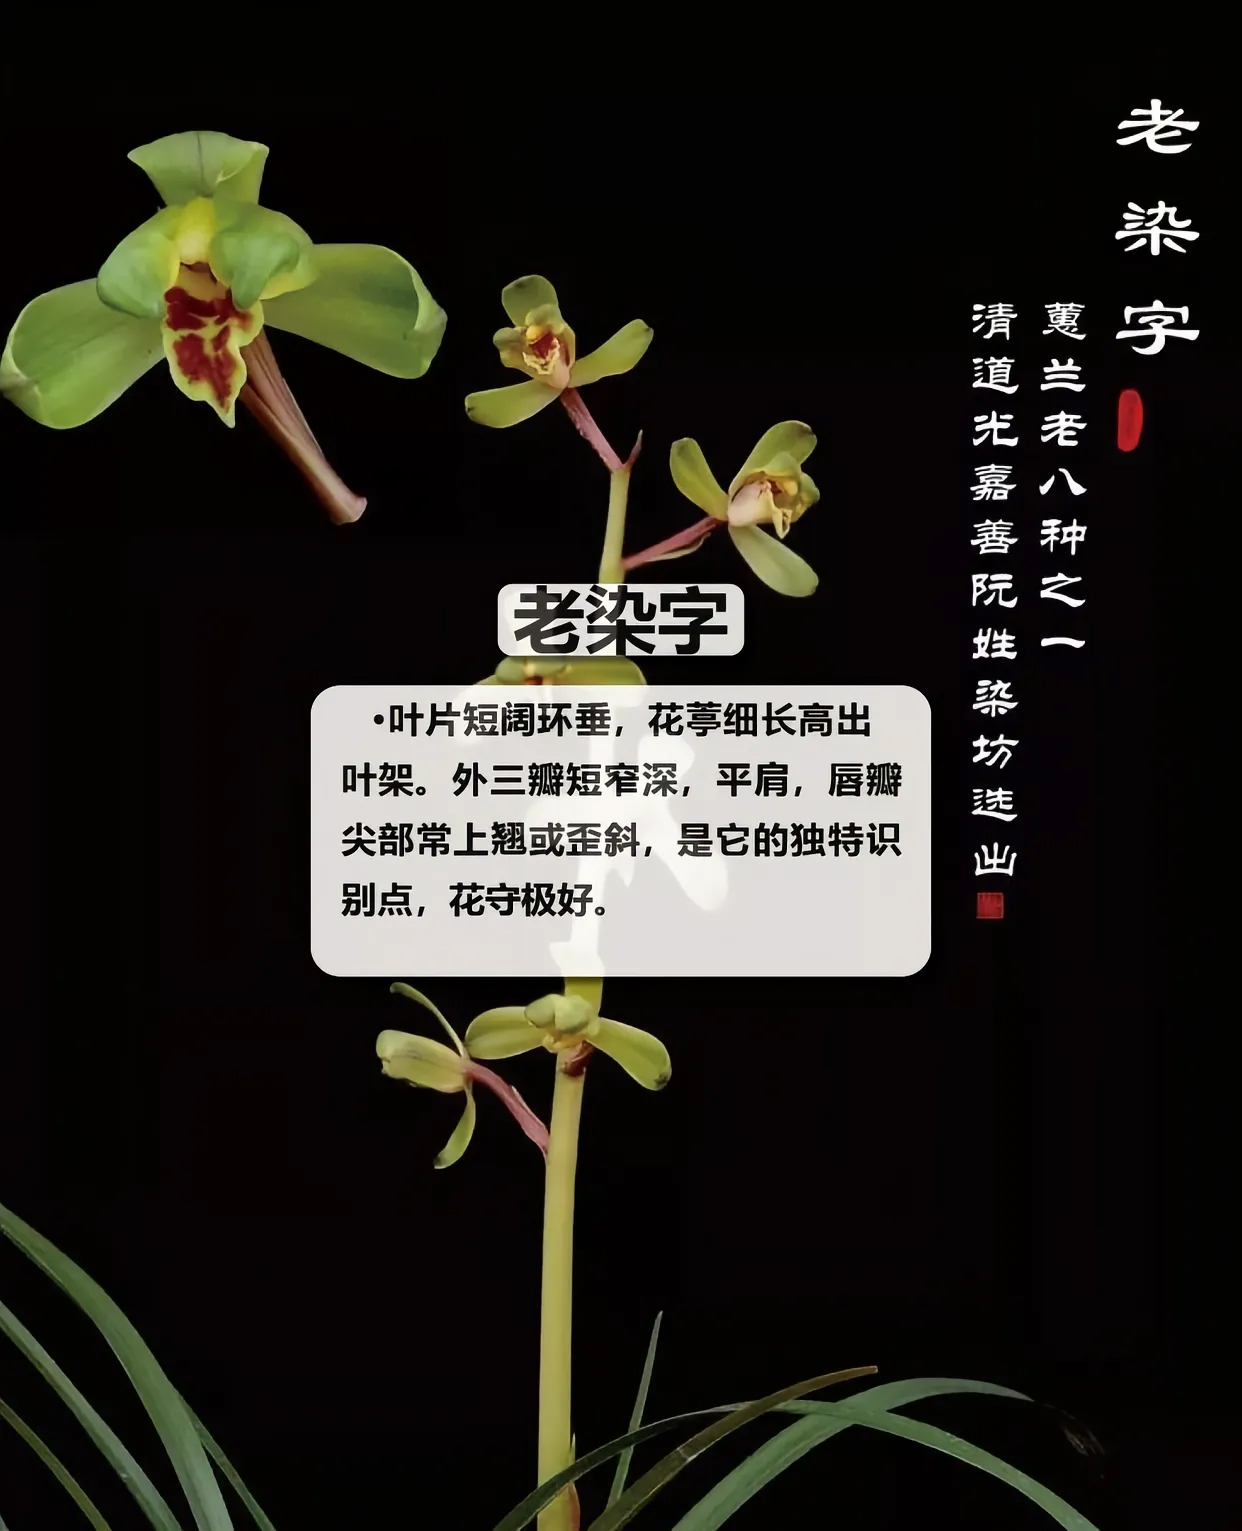 老染字
蕙兰老八种之一
清道光嘉善阮姓染坊选出
老染字
•叶片短阔环垂，花葶细长高出
叶架。外三瓣短窄深，平肩，唇瓣
尖部常上翘或歪斜，是它的独特识
别点，花守极好。